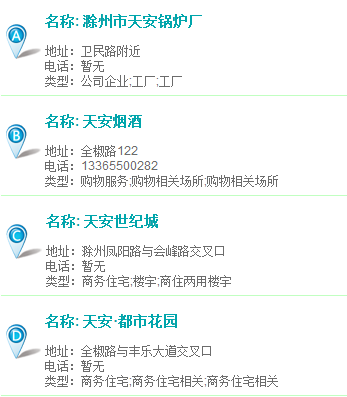 A
名称: 滁州市天安锅炉厂
地址: 卫民路附近
电话: 暂无
类型: 公司企业;工厂;工厂
B
名称: 天安烟酒
地址: 全椒路122
电话: 13365500282
类型: 购物服务;购物相关场所;购物相关场所
C
名称: 天安世纪城
地址: 滁州凤阳路与会峰路交叉口
电话: 暂无
类型: 商务住宅;楼宇;商住两用楼宇
D
名称: 天安·都市花园
地址: 全椒路与丰乐大道交叉口
电话: 暂无
类型: 商务住宅;商务住宅相关;商务住宅相关